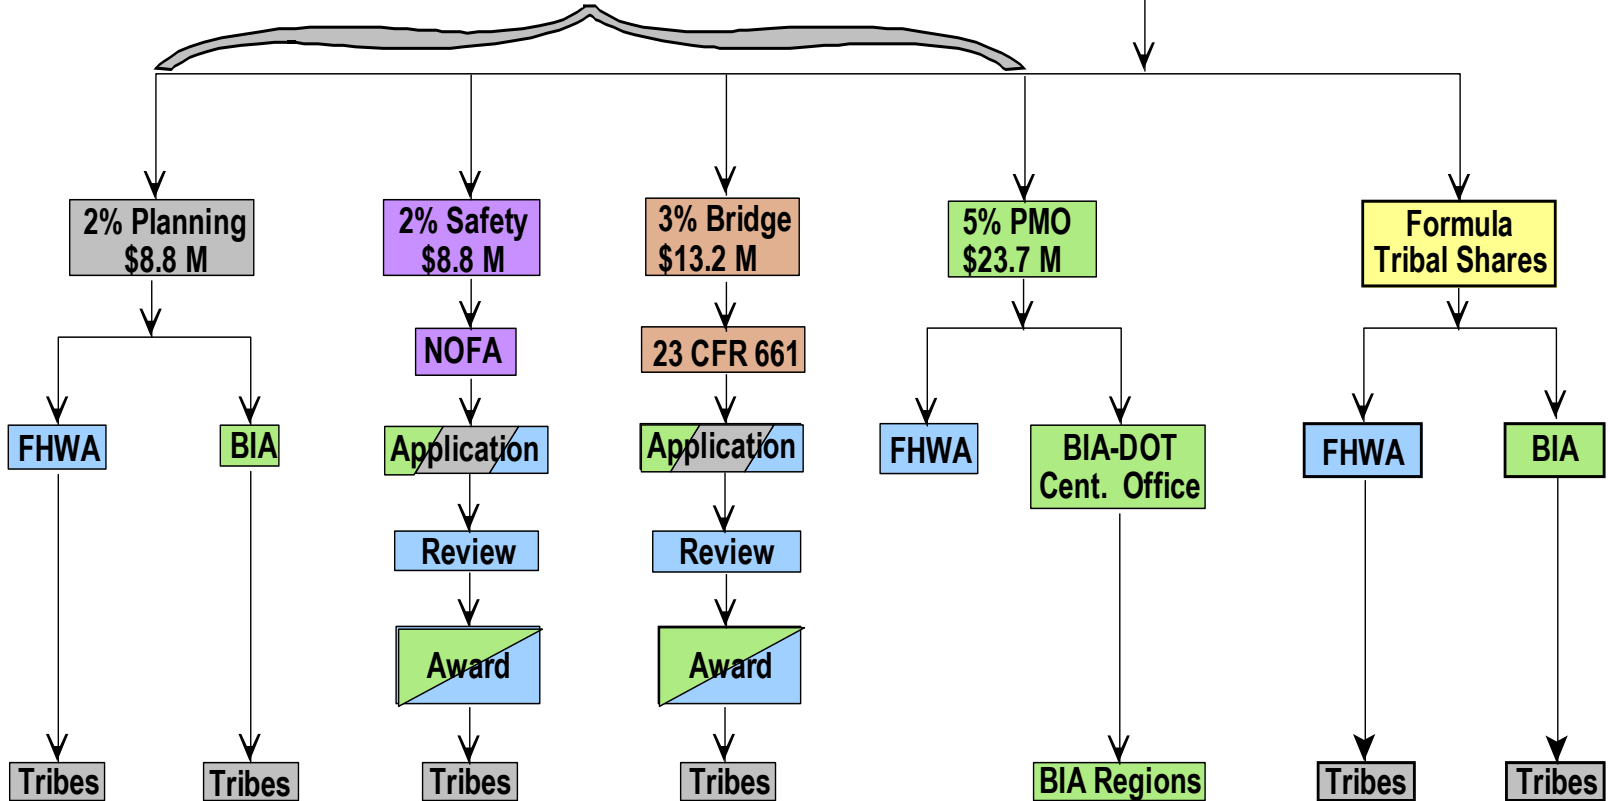 2% Planning
$8.8 M
2% Safety
$8.8 M
3% Bridge
$13.2 M
5% PMO
$23.7 M
Formula
Tribal Shares
NOFA
23 CFR 661
FHWA
BIA
Application
Application
FHWA
BIA-DOT
Cent. Office
FHWA
BIA
Review
Review
Award
Award
Tribes
Tribes
Tribes
Tribes
BIA Regions
Tribes
Tribes